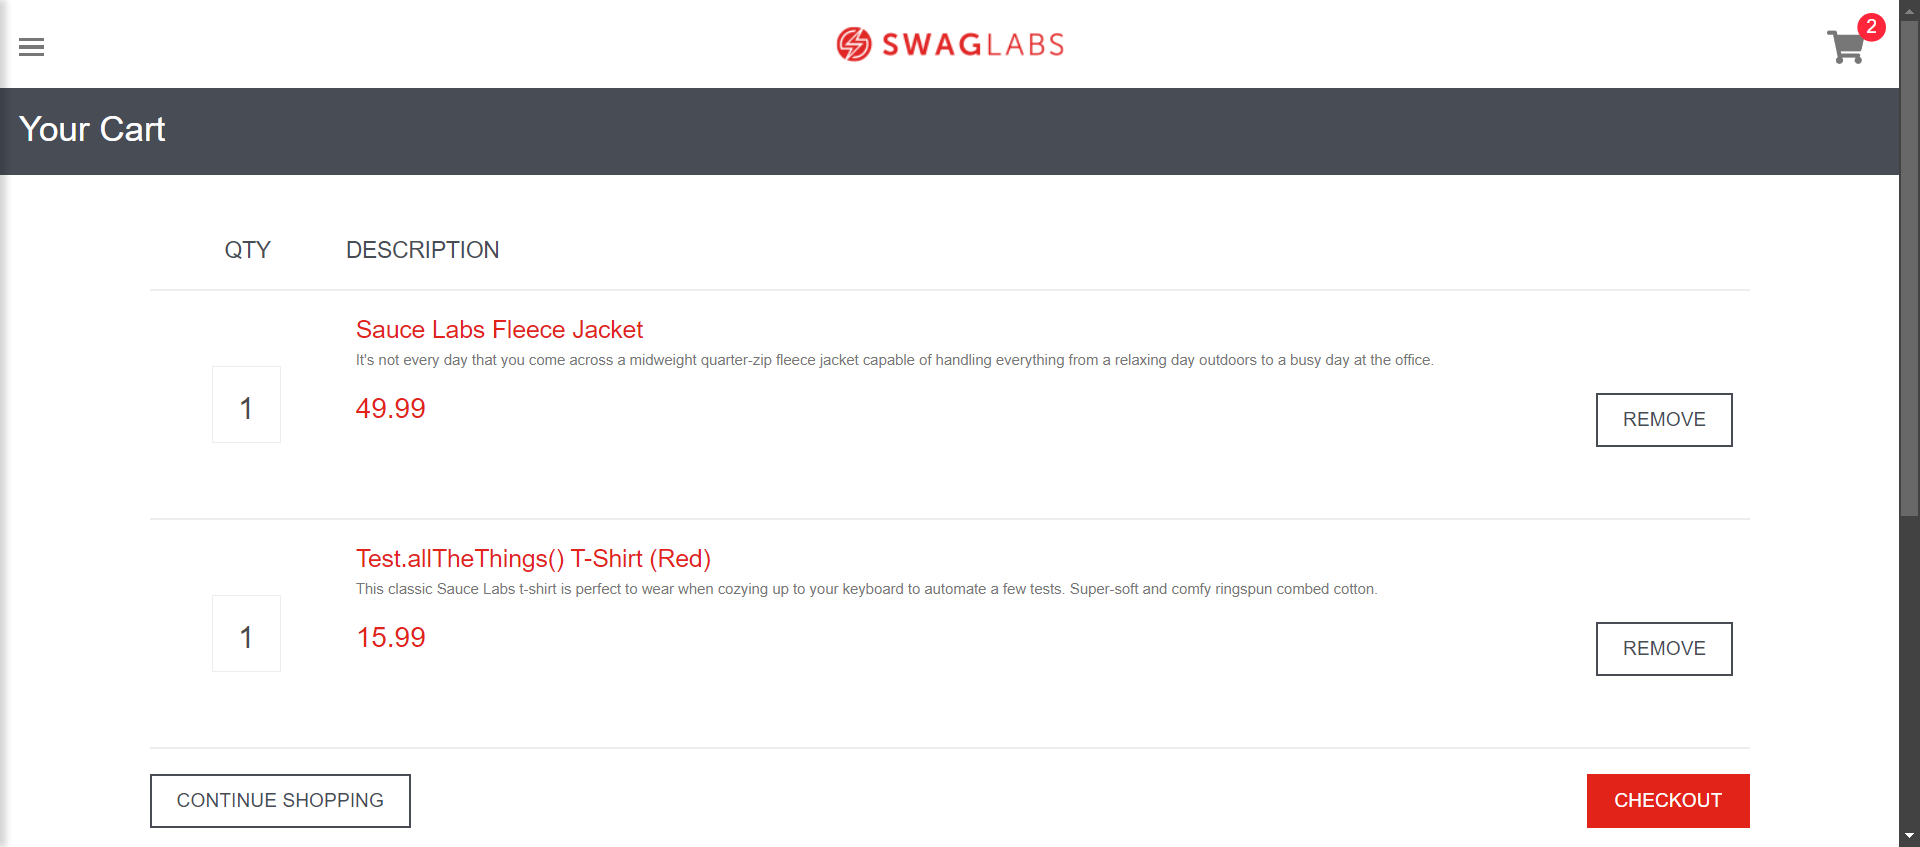 SWAGLABS
2
Your Cart
QTY DESCRIPTION
Sauce Labs Fleece Jacket
It's not every day that you come across a midweight quarter-zip fleece jacket capable of handling everything from a relaxing day outdoors to a busy day at the office.
1
49.99
REMOVE
Test.allTheThings() T-Shirt (Red)
This classic Sauce Labs t-shirt is perfect to wear when cozying up to your keyboard to automate a few tests. Super-soft and comfy ringspun combed cotton.
1
15.99
REMOVE
CONTINUE SHOPPING
CHECKOUT